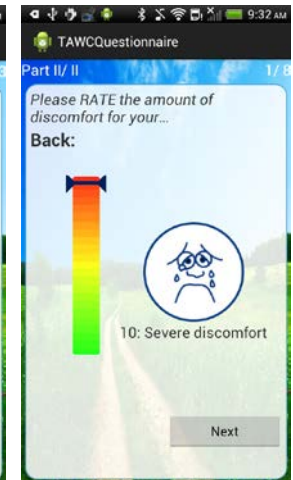 9:32 AM
TAWCQuestionnaire
Part II/ II 1/8
Please RATE the amount of
discomfort for your...
Back:
10: Severe discomfort
Next